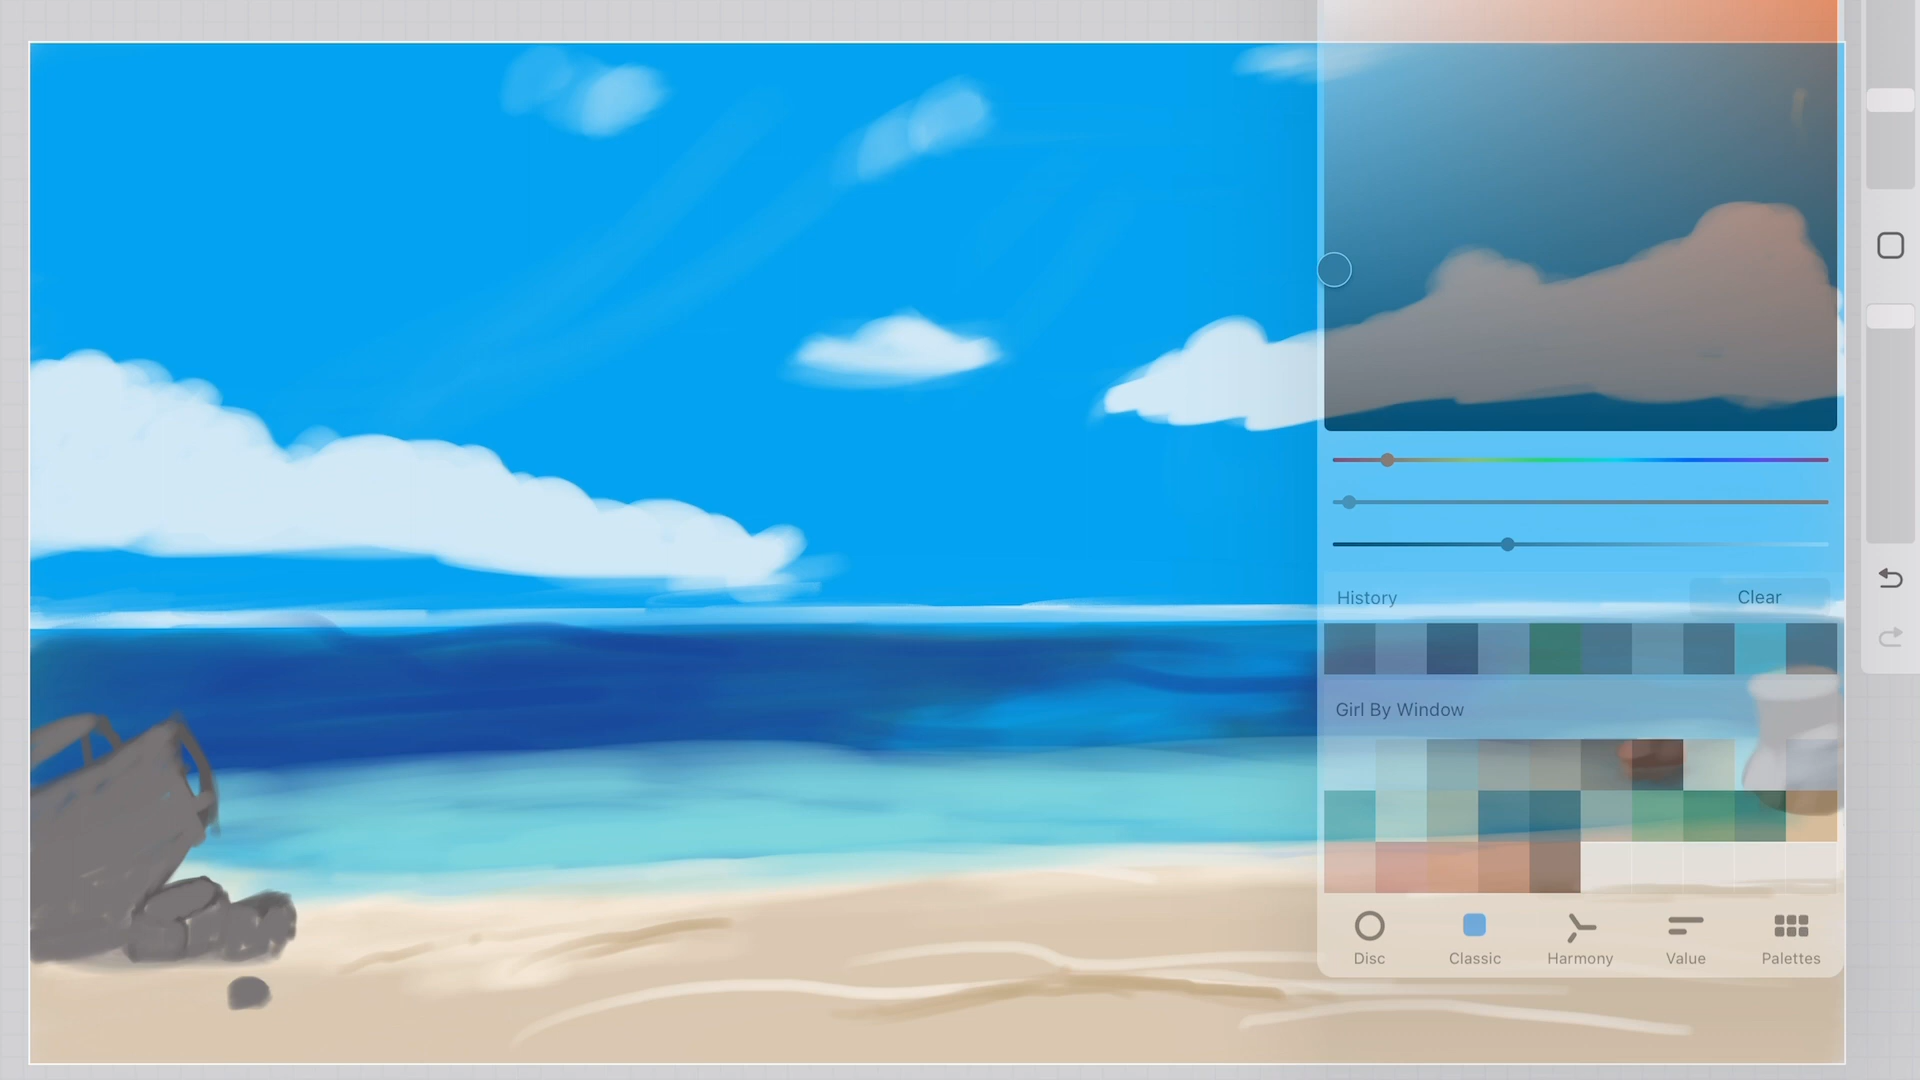 History
Clear
Girl By Window
Disc
Classic
Harmony
Value
Palettes